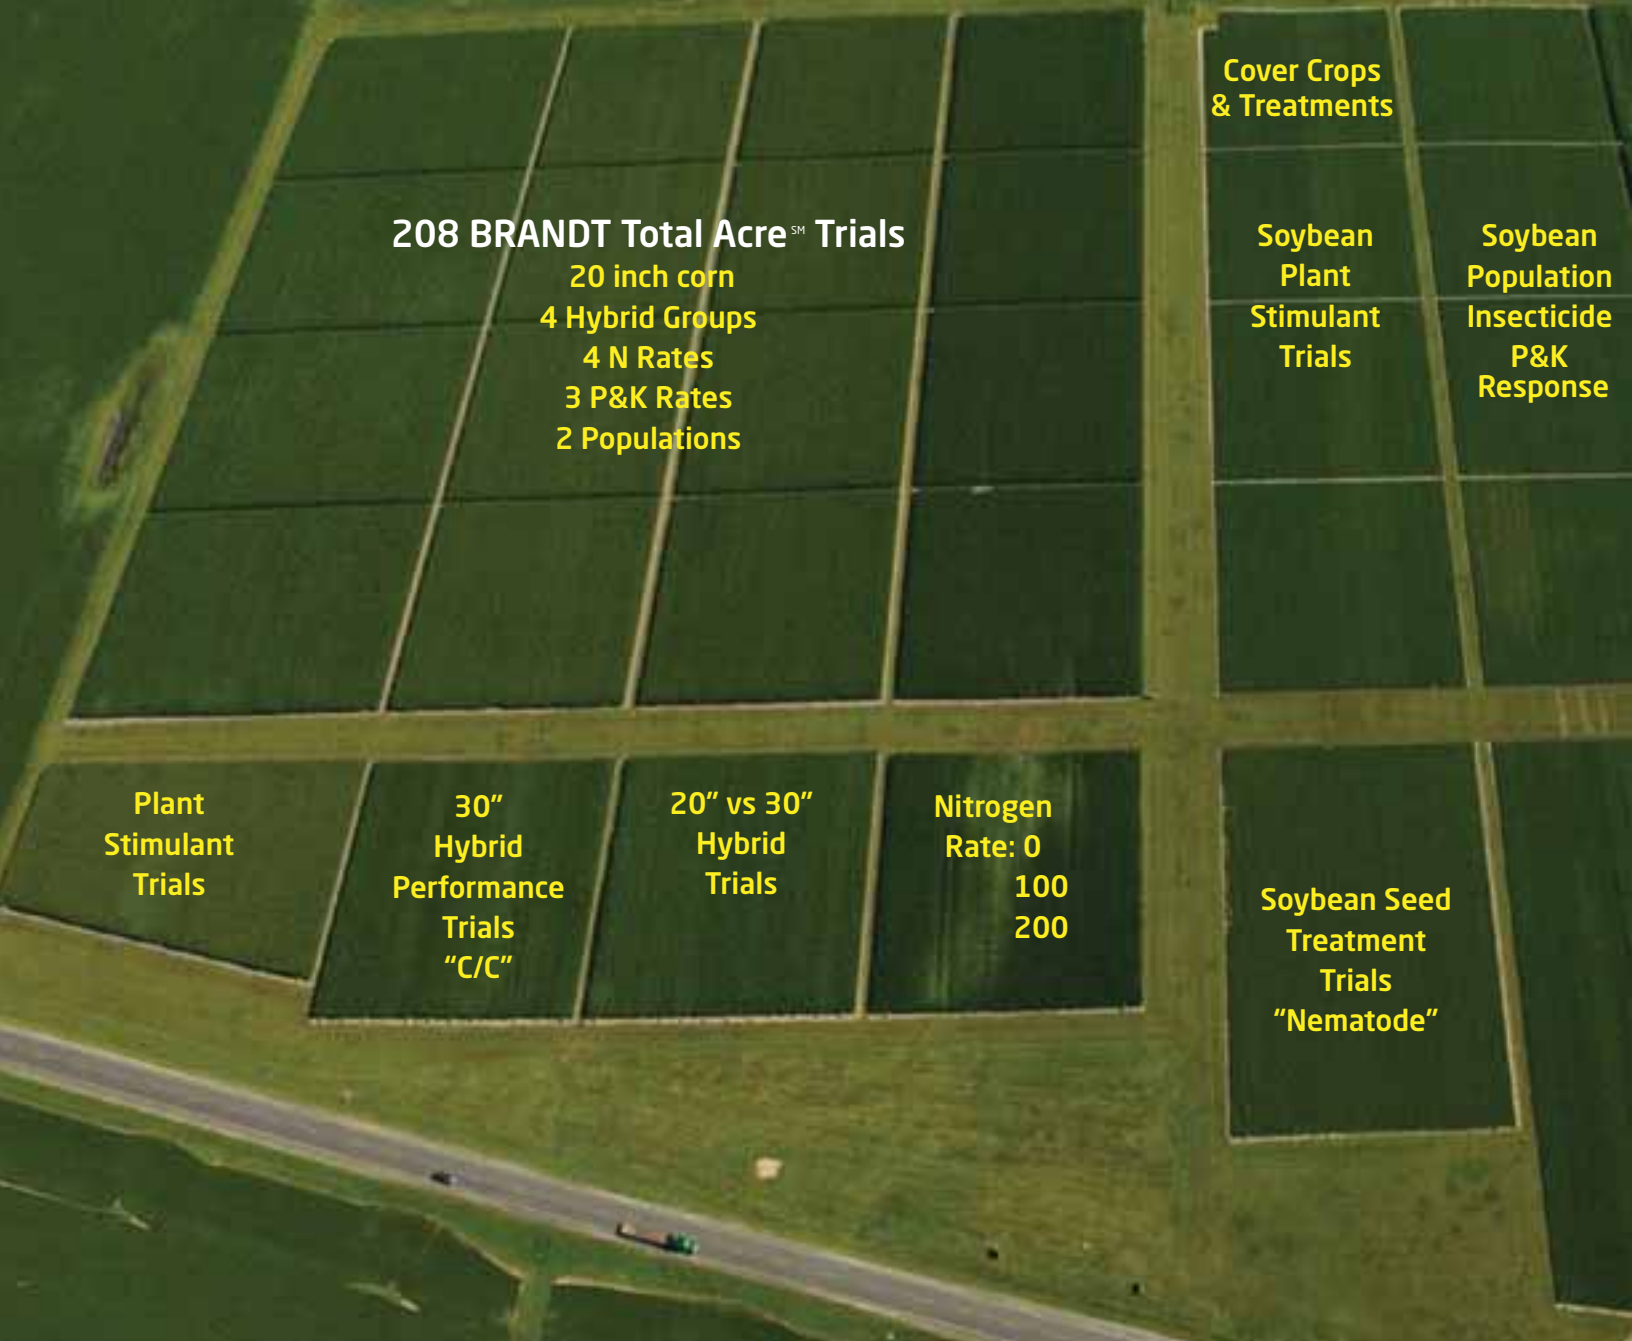 Cover Crops
& Treatments
208 BRANDT Total Acre℠ Trials
20 inch corn
4 Hybrid Groups
4 N Rates
3 P&K Rates
2 Populations
Soybean
Plant
Stimulant
Trials
Soybean
Population
Insecticide
P&K
Response
Plant
Stimulant
Trials
30”
Hybrid
Performance
Trials
“C/C”
20” vs 30”
Hybrid
Trials
Nitrogen
Rate: 0
100
200
Soybean Seed
Treatment
Trials
“Nematode”